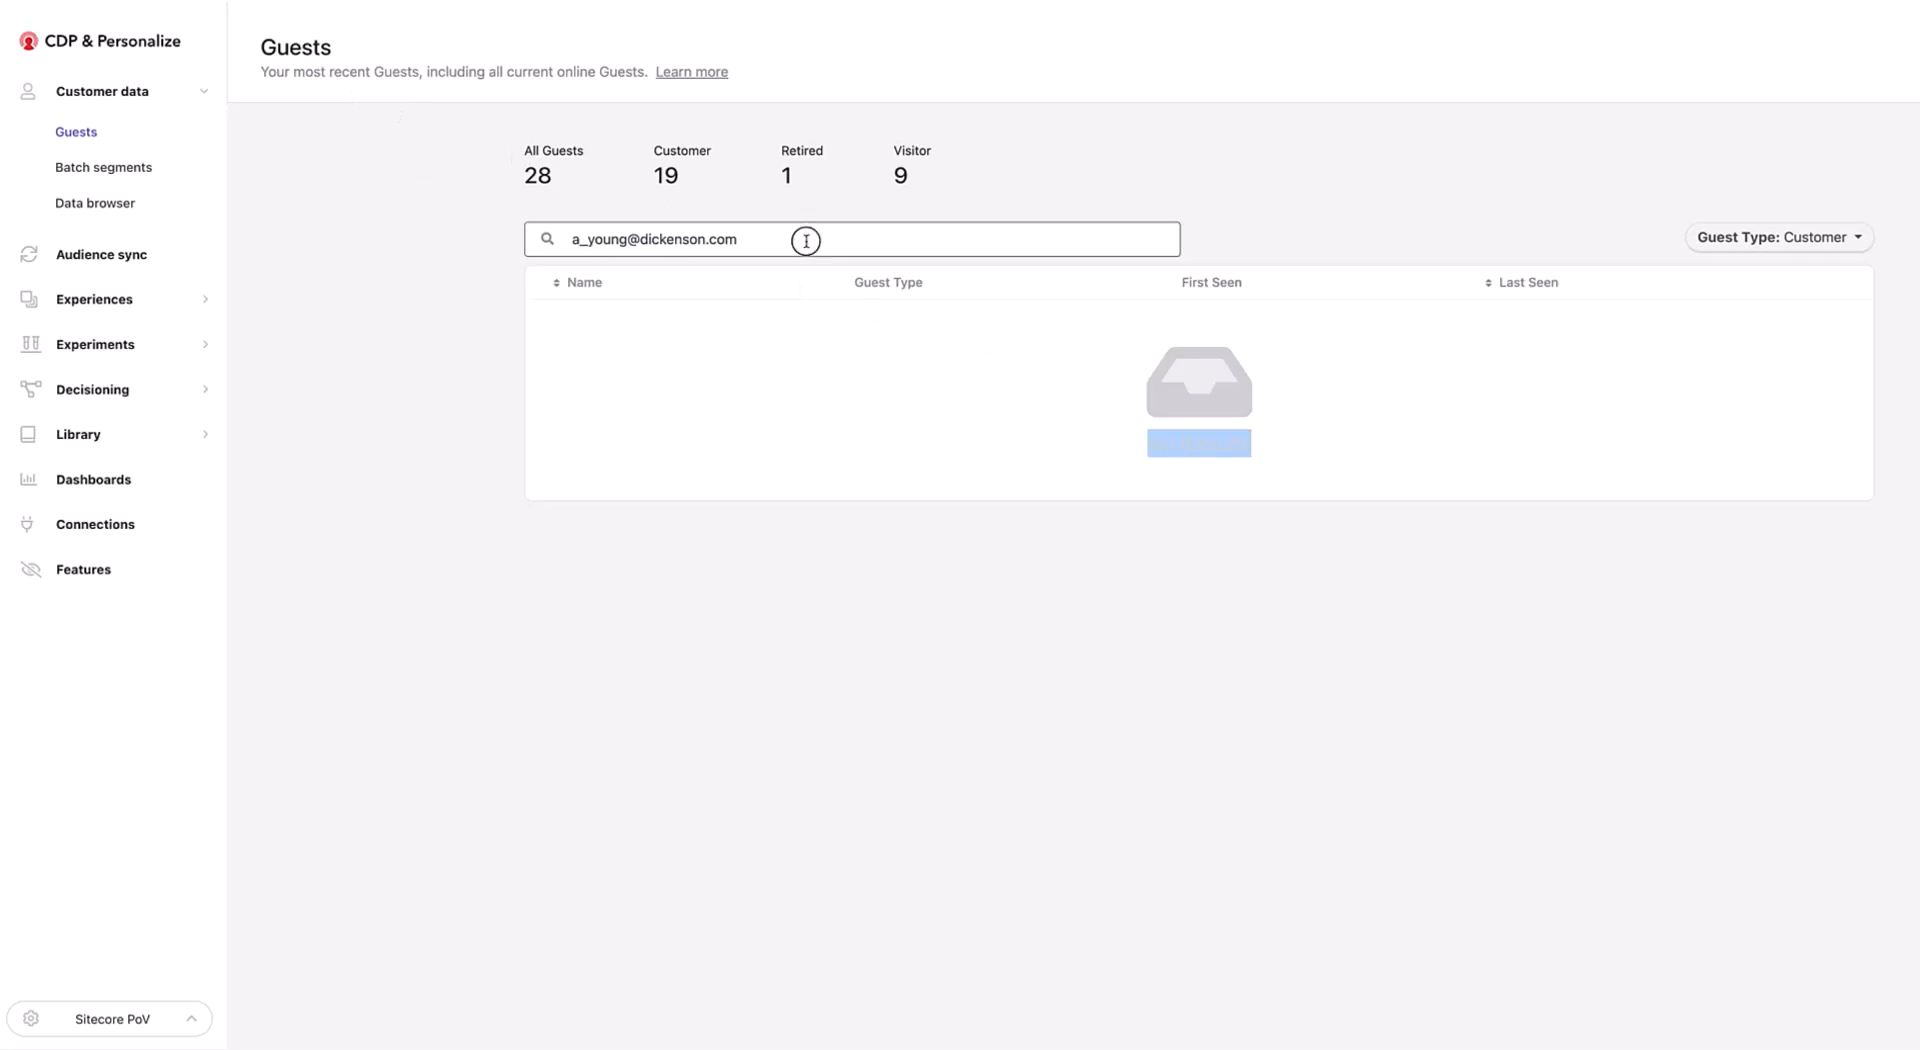 CDP & Personalize
Customer data
Guests
Batch segments
Data browser
Audience sync
Experiences
Experiments
Decisioning
Library
Dashboards
Connections
Features
Sitecore PoV
Guests
Your most recent Guests, including all current online Guests. Learn more
All Guests Customer Retired Visitor
28 19 1 9
a_young@dickenson.com
Guest Type: Customer
Name Guest Type First Seen Last Seen